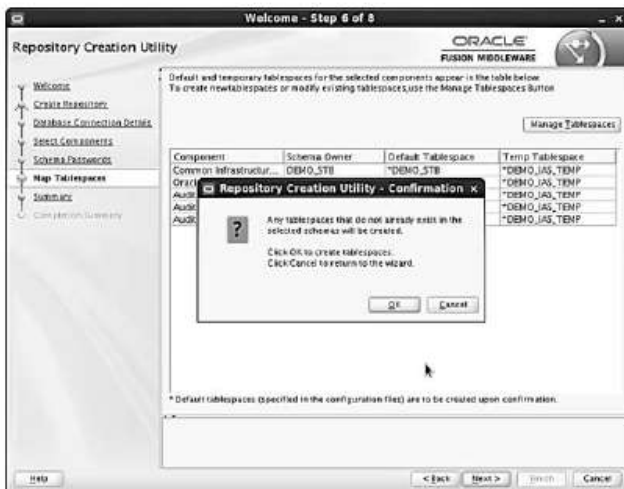 Welcome - Step 6 of 8
Repository Creation Utility
ORACLE
FUSION MIDDLEWARE
Welcome
Create Repository
Database Connection Details
Select Components
Schema Passwords
Map Tablespaces
Summary
Completion Summary
Default and temporary tablespaces for the selected components appear in the table below.
To create newtablespaces or modify existing tablespaces,use the Manage Tablespaces Button.
Manage Tablespaces
Component Schema Owner Default Tablespace Temp Tablespace
Common Infrastructur... DEMO_STB *DEMO_STB *DEMO_IAS_TEMP
Oracl *DEMO_IAS_TEMP
Audit *DEMO_IAS_TEMP
Audit *DEMO_IAS_TEMP
Audit *DEMO_IAS_TEMP
Repository Creation Utility - Confirmation
Any tablespaces that do not already exist in the
selected schemas will be created.
Click OK to create tablespaces.
Click Cancel to return to the wizard.
OK Cancel
* Default tablespaces (specified in the configuration files) are to be created upon confirmation.
Help < Back Next > Finish Cancel